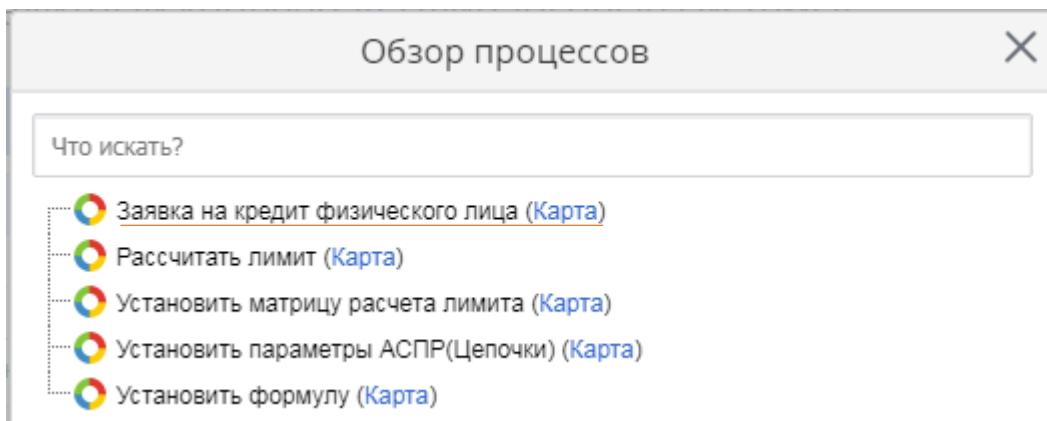 Обзор процессов
Что искать?
Заявка на кредит физического лица (Карта)
Рассчитать лимит (Карта)
Установить матрицу расчета лимита (Карта)
Установить параметры АСПР(Цепочки) (Карта)
Установить формулу (Карта)